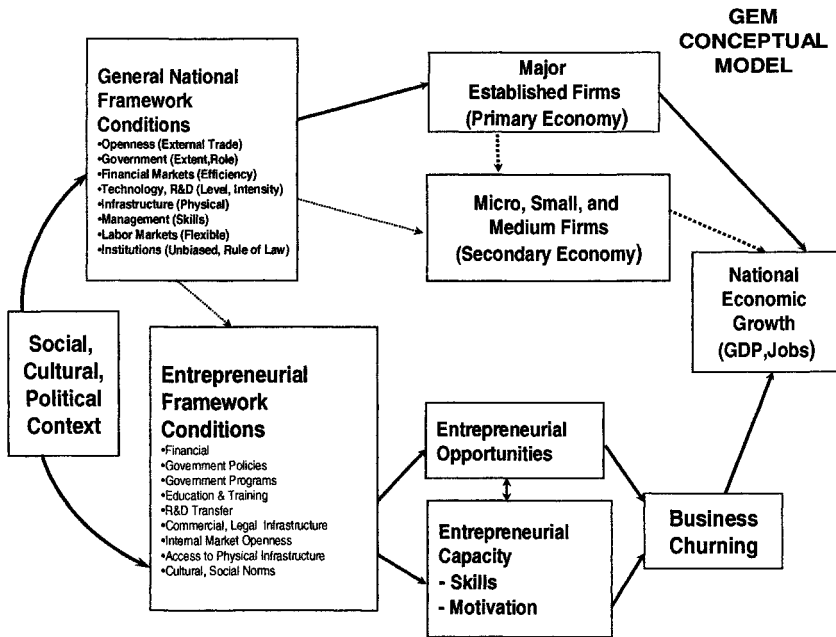 GEM
CONCEPTUAL
MODEL
General National
Framework
Conditions
•Openness (External Trade)
•Government (Extent,Role)
•Financial Markets (Efficiency)
•Technology, R&D (Level, Intensity)
•Infrastructure (Physical)
•Management (Skills)
•Labor Markets (Flexible)
•Institutions (Unbiased, Rule of Law)
Major
Established Firms
(Primary Economy)
Micro, Small, and
Medium Firms
(Secondary Economy)
National
Economic
Growth
(GDP,Jobs)
Social,
Cultural,
Political
Context
Entrepreneurial
Framework
Conditions
•Financial
•Government Policies
•Government Programs
•Education & Training
•R&D Transfer
•Commercial, Legal Infrastructure
•Internal Market Openness
•Access to Physical Infrastructure
•Cultural, Social Norms
Entrepreneurial
Opportunities
Entrepreneurial
Capacity
- Skills
- Motivation
Business
Churning